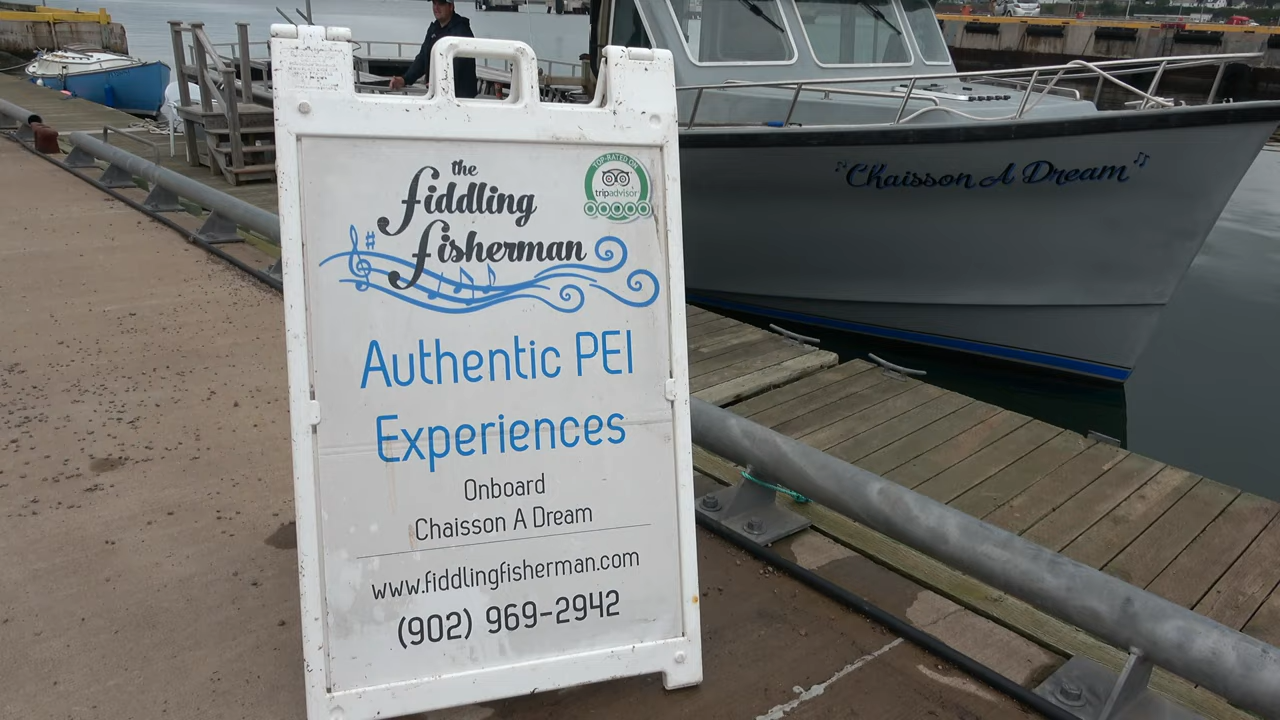 the
fiddling
fisherman
TOP-RATED ON
tripadvisor
Authentic PEI
Experiences
Onboard
Chaisson A Dream
www.fiddlingfisherman.com
(902) 969-2942
"Chaisson A Dream"